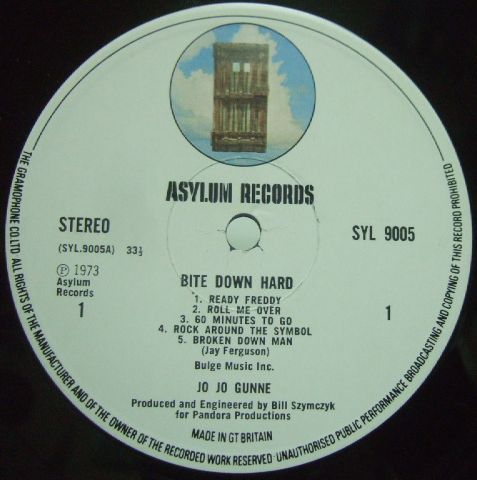 ASYLUM RECORDS
STEREO
(SYL.9005A) 33⅓
SYL 9005
℗ 1973
Asylum
Records
1
1
BITE DOWN HARD
1. READY FREDDY
2. ROLL ME OVER
3. 60 MINUTES TO GO
4. ROCK AROUND THE SYMBOL
5. BROKEN DOWN MAN
(Jay Ferguson)
Bulge Music Inc.
JO JO GUNNE
Produced and Engineered by Bill Szymczyk
for Pandora Productions
MADE IN GT BRITAIN
THE GRAMOPHONE CO. LTD. ALL RIGHTS OF THE MANUFACTURER AND OF THE OWNER OF THE RECORDED WORK RESERVED · UNAUTHORISED PUBLIC PERFORMANCE BROADCASTING AND COPYING OF THIS RECORD PROHIBITED